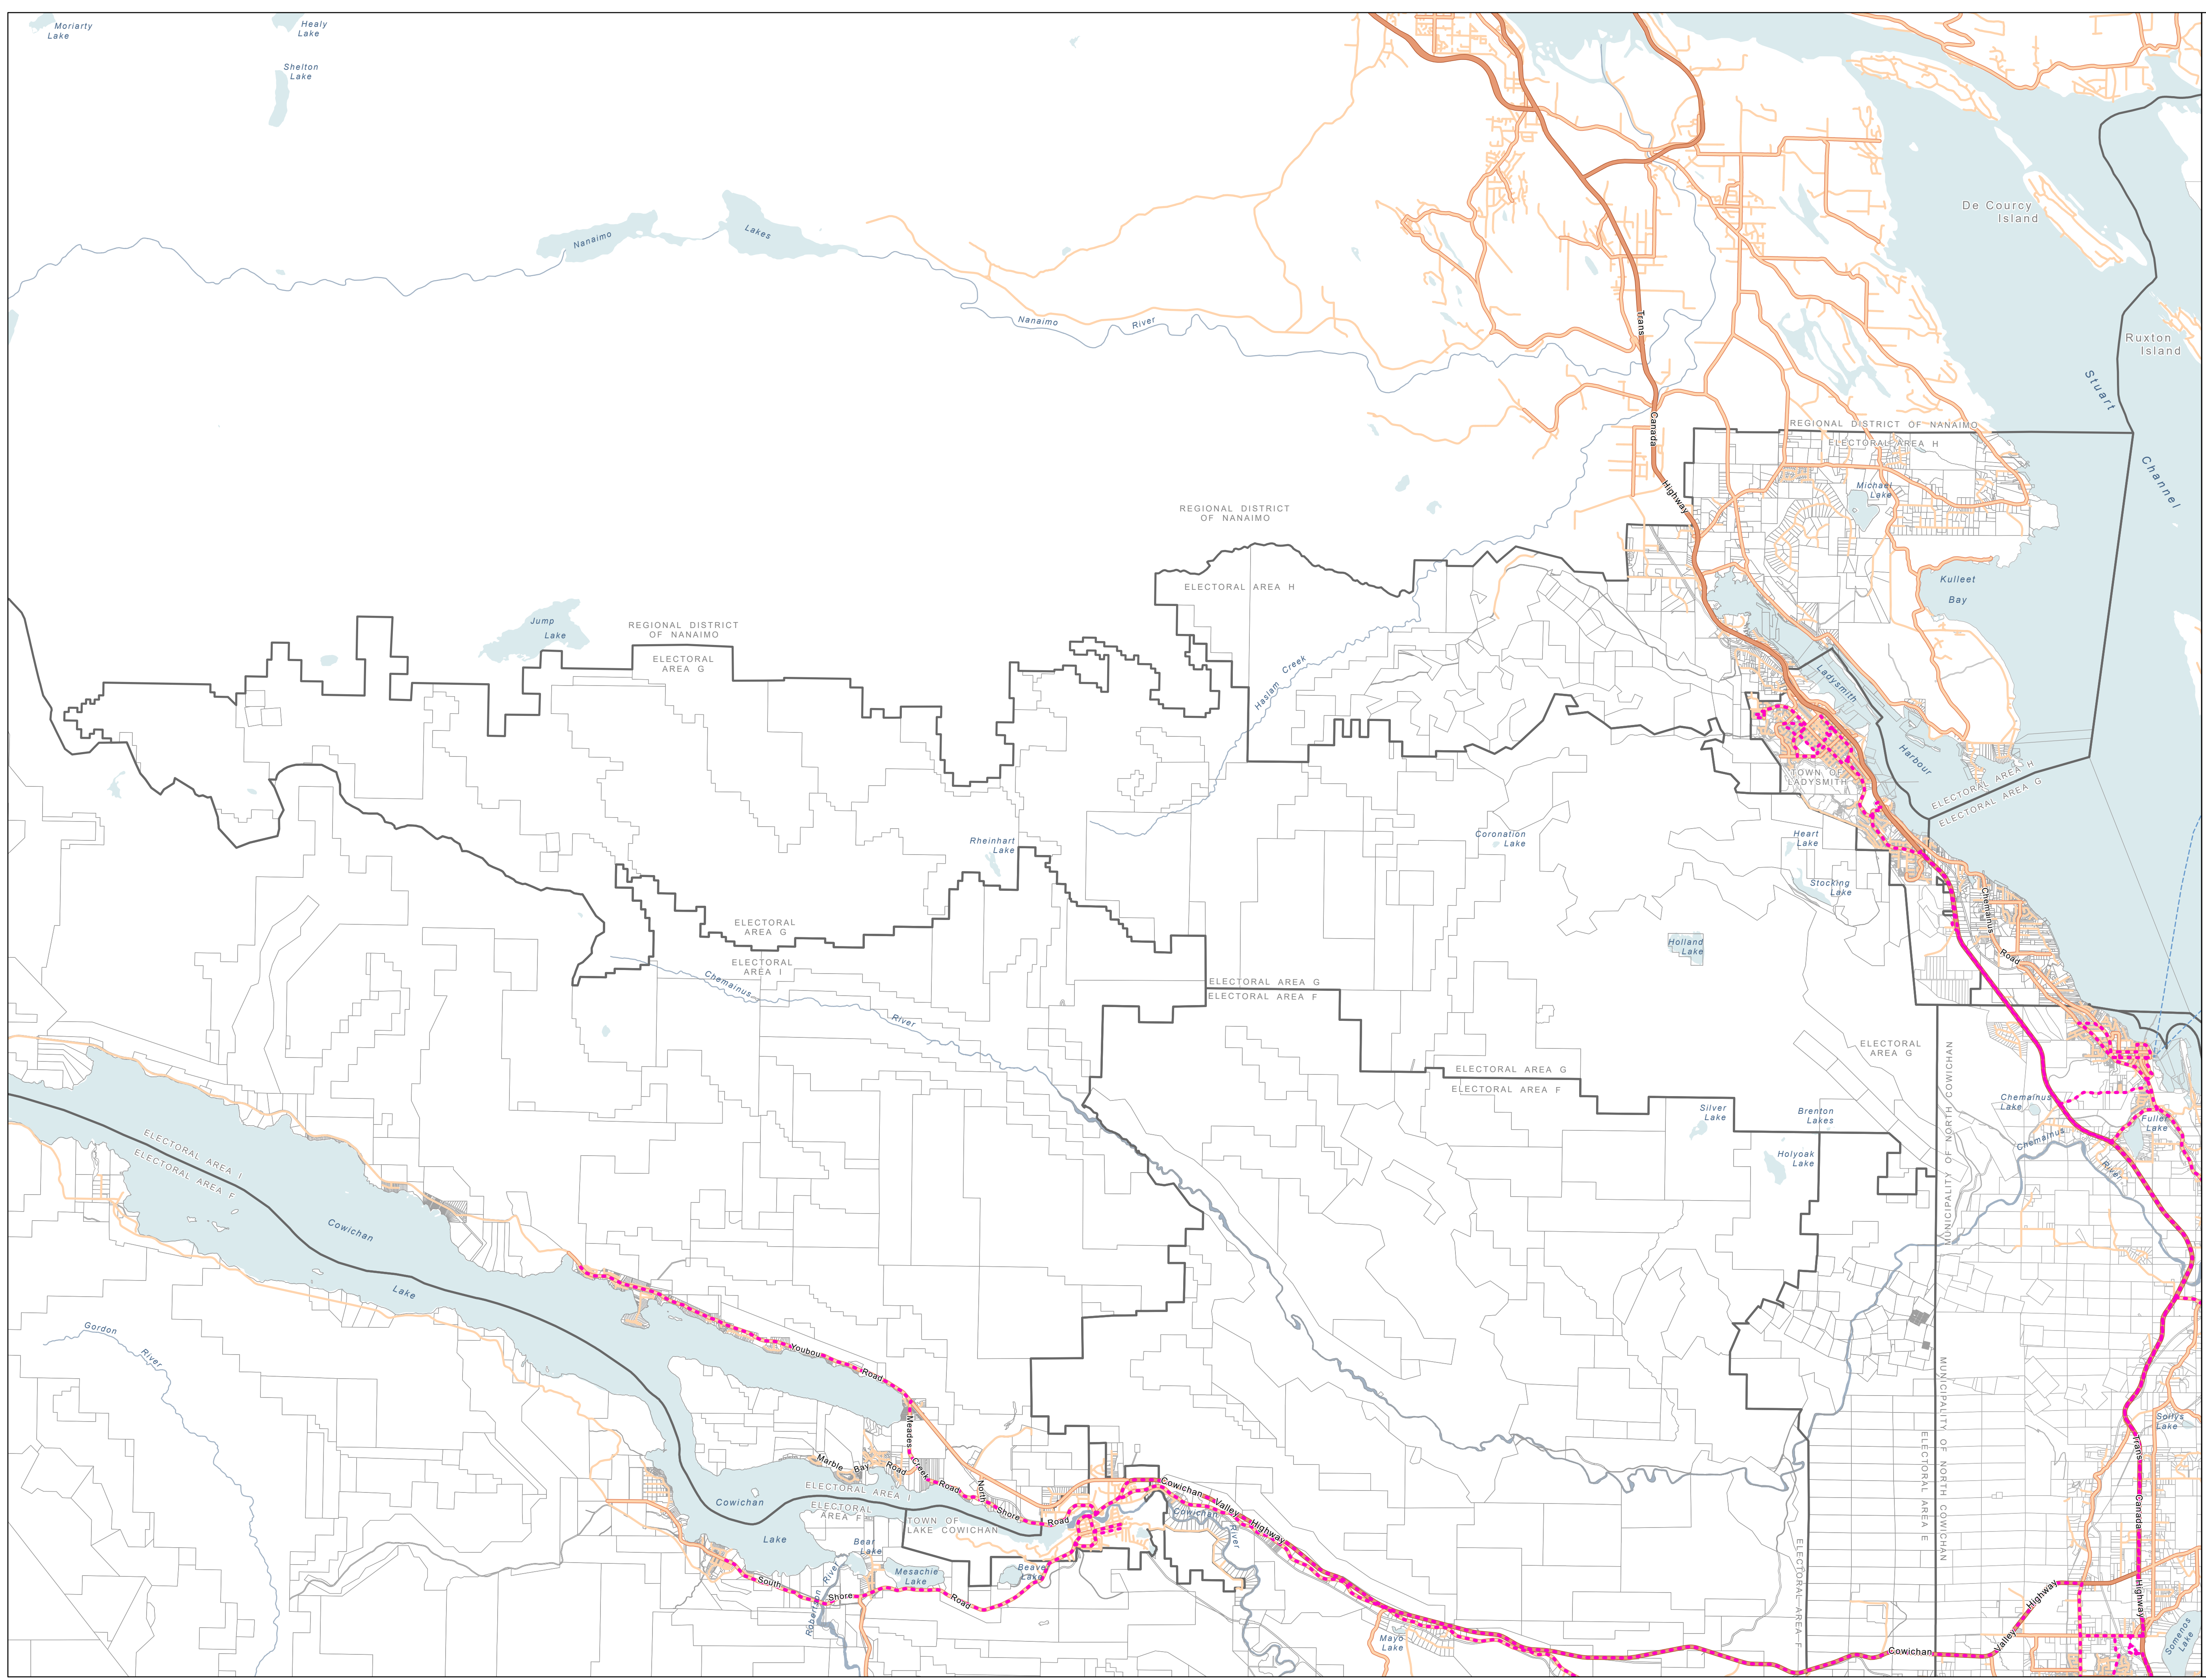 Moriarty
Lake
Healy
Lake
Shelton
Lake
De Courcy
Island
Nanaimo
Lakes
Nanaimo
River
Ruxton
Island
Trans
Canada
Highway
Stuart
Channel
REGIONAL DISTRICT OF NANAIMO
ELECTORAL AREA H
Michael
Lake
REGIONAL DISTRICT
OF NANAIMO
ELECTORAL AREA H
Kulleet
Bay
Jump
Lake
REGIONAL DISTRICT
OF NANAIMO
ELECTORAL
AREA G
Haslam Creek
Ladysmith
Harbour
TOWN OF
LADYSMITH
ELECTORAL AREA H
ELECTORAL AREA G
Rheinhart
Lake
Coronation
Lake
Heart
Lake
Stocking
Lake
Chemainus
Road
ELECTORAL
AREA G
ELECTORAL
AREA I
Holland
Lake
Chemainus
River
ELECTORAL AREA G
ELECTORAL AREA F
ELECTORAL
AREA G
MUNICIPALITY OF NORTH COWICHAN
ELECTORAL AREA G
ELECTORAL AREA F
Silver
Lake
Brenton
Lakes
Chemainus
Lake
Fuller
Lake
Chemainus
River
Holyoak
Lake
ELECTORAL AREA I
ELECTORAL AREA F
Cowichan
Lake
Gordon
River
Youbou
Road
Meades
Creek
Road
Marble
Bay
Road
North
Shore
Road
ELECTORAL AREA I
ELECTORAL
AREA F
Cowichan
Lake
TOWN OF
LAKE COWICHAN
Cowichan
Valley
Highway
Cowichan
River
Bear
Lake
Mesachie
Lake
Beaver
Lake
South
Shore
Road
Robertson
River
Mayo
Lake
ELECTORAL AREA F
ELECTORAL AREA E
MUNICIPALITY OF NORTH COWICHAN
Sollys
Lake
Trans
Canada
Highway
Cowichan
Valley
Highway
Somenos
Lake